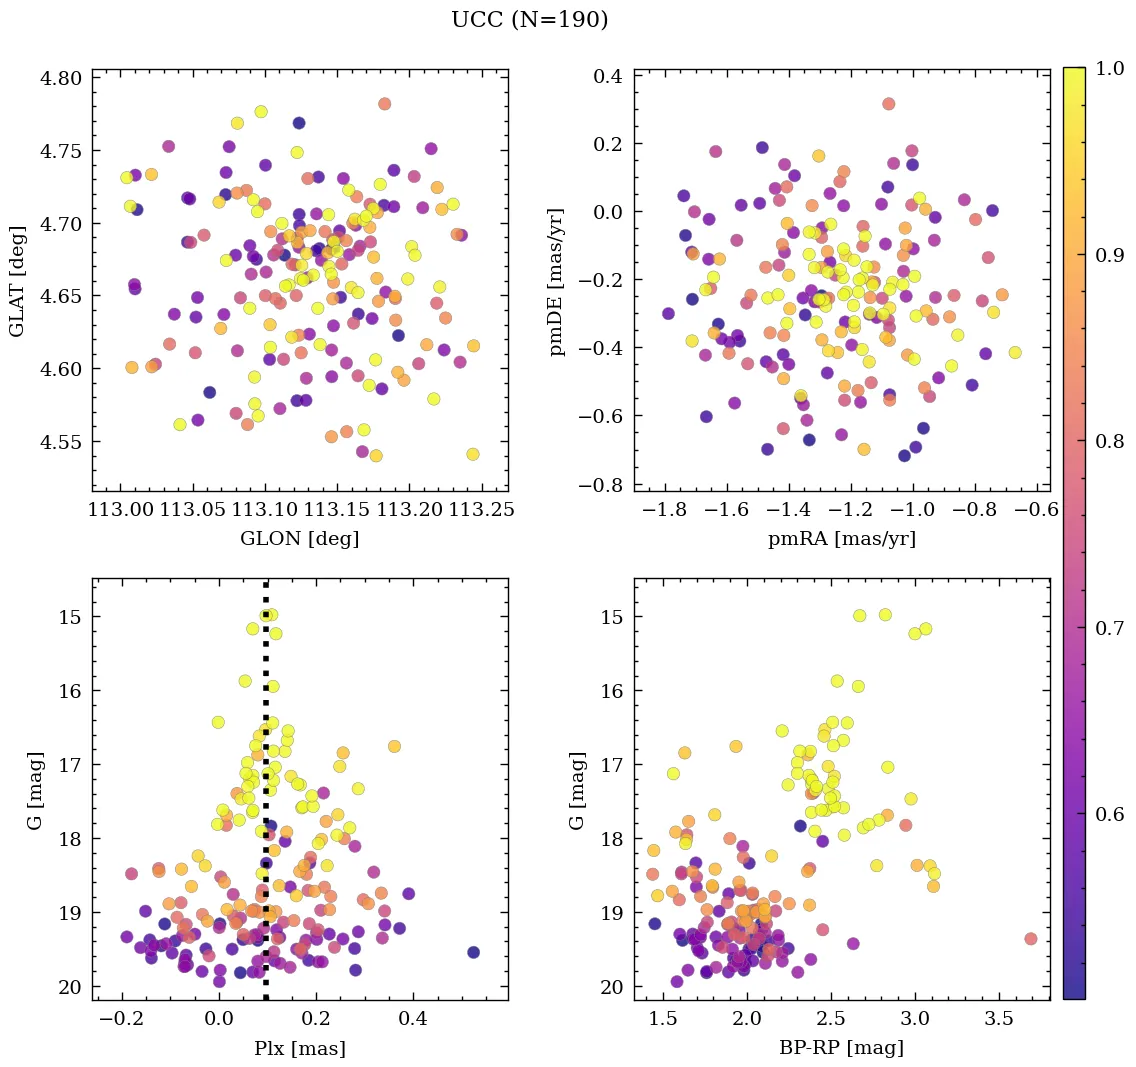 UCC (N=190)
4.80
4.75
4.70
4.65
4.60
4.55
GLAT [deg]
113.00 113.05 113.10 113.15 113.20 113.25
GLON [deg]
0.4
0.2
0.0
−0.2
−0.4
−0.6
−0.8
pmDE [mas/yr]
−1.8 −1.6 −1.4 −1.2 −1.0 −0.8 −0.6
pmRA [mas/yr]
15
16
17
18
19
20
G [mag]
−0.2 0.0 0.2 0.4
Plx [mas]
15
16
17
18
19
20
G [mag]
1.5 2.0 2.5 3.0 3.5
BP-RP [mag]
1.0
0.9
0.8
0.7
0.6